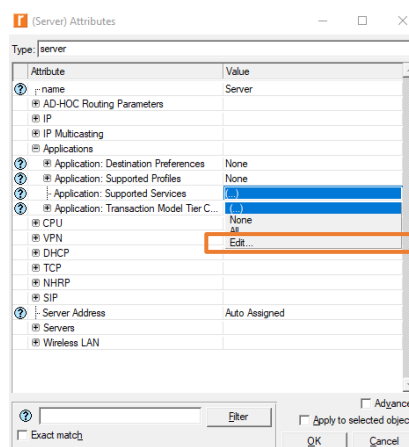 (Server) Attributes
Type: server
Attribute Value
name Server
AD-HOC Routing Parameters
IP
IP Multicasting
Applications
Application: Destination Preferences None
Application: Supported Profiles None
Application: Supported Services (...)
Application: Transaction Model Tier C... (...)
CPU None
All
VPN Edit...
DHCP
TCP
NHRP
SIP
Server Address Auto Assigned
Servers
Wireless LAN
Advance
Filter Apply to selected objec
Exact match OK Cancel